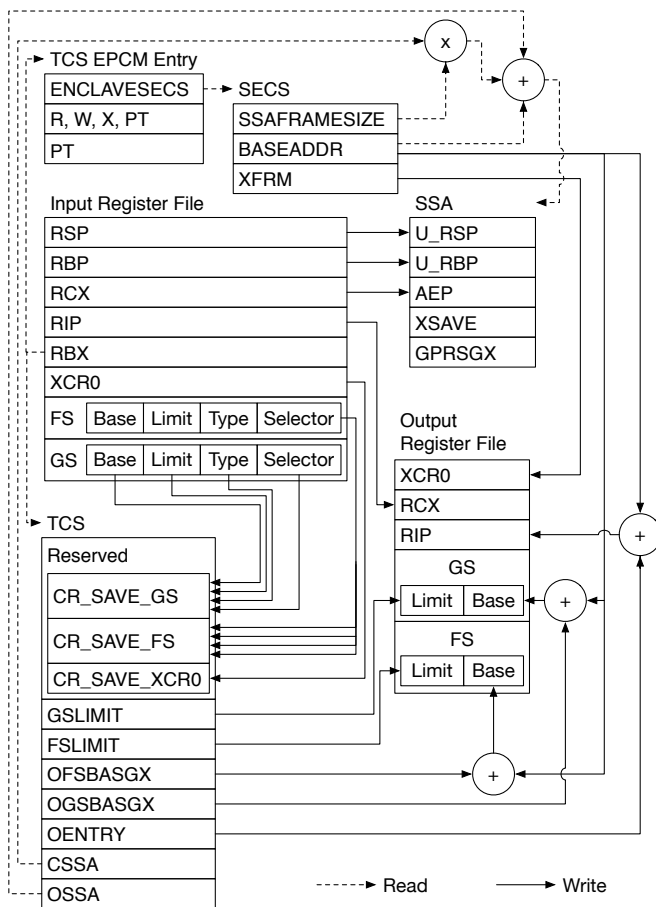 x
TCS EPCM Entry
+
ENCLAVESECS
SECS
R, W, X, PT
SSAFRAMESIZE
PT
BASEADDR
XFRM
Input Register File
SSA
RSP
U_RSP
RBP
U_RBP
RCX
AEP
RIP
XSAVE
RBX
GPRSGX
XCR0
FS Base Limit Type Selector
GS Base Limit Type Selector
Output
Register File
XCR0
RCX
RIP
+
TCS
Reserved
GS
CR_SAVE_GS
Limit Base
+
CR_SAVE_FS
FS
Limit Base
CR_SAVE_XCR0
GSLIMIT
FSLIMIT
OFSBASGX
+
OGSBASGX
OENTRY
CSSA
OSSA
Read
Write